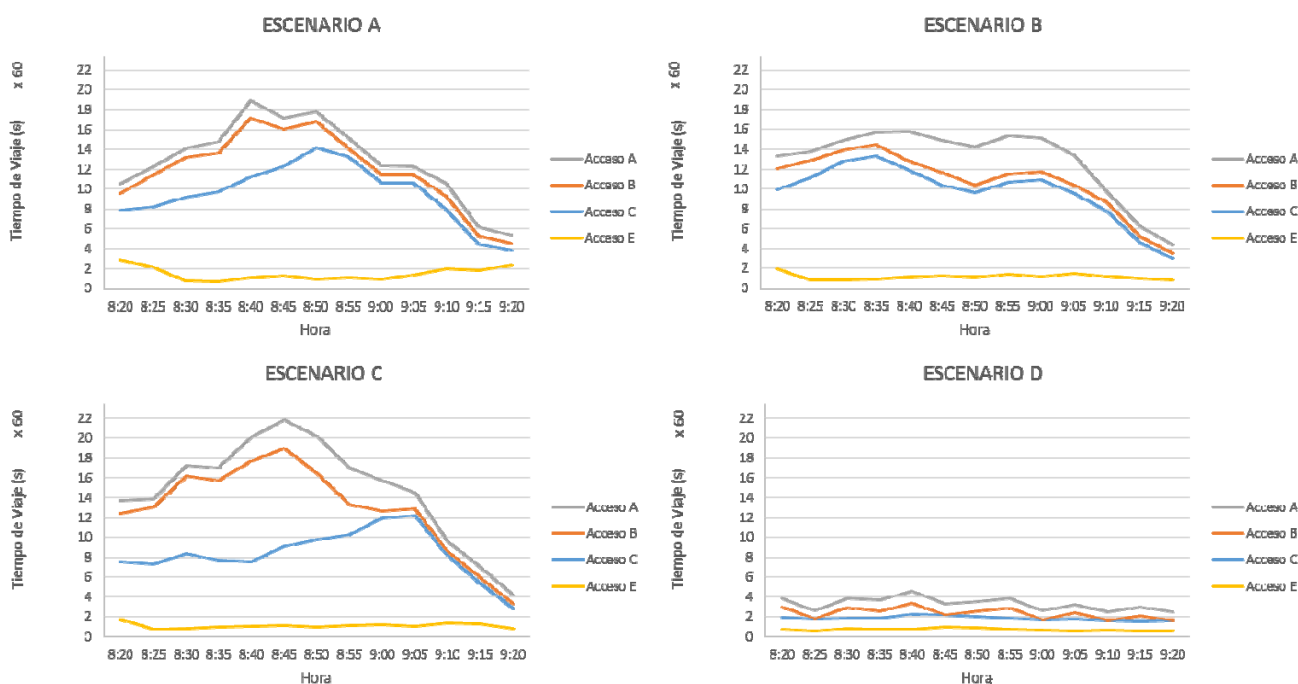 ESCENARIO A
x 60
Tiempo de Viaje (s)
22
20
18
16
14
12
10
8
6
4
2
0
8:20 8:25 8:30 8:35 8:40 8:45 8:50 8:55 9:00 9:05 9:10 9:15 9:20
Hora
Acceso A
Acceso B
Acceso C
Acceso E
ESCENARIO B
x 60
Tiempo de Viaje (s)
22
20
18
16
14
12
10
8
6
4
2
0
8:20 8:25 8:30 8:35 8:40 8:45 8:50 8:55 9:00 9:05 9:10 9:15 9:20
Hora
Acceso A
Acceso B
Acceso C
Acceso E
ESCENARIO C
x 60
Tiempo de Viaje (s)
22
20
18
16
14
12
10
8
6
4
2
0
8:20 8:25 8:30 8:35 8:40 8:45 8:50 8:55 9:00 9:05 9:10 9:15 9:20
Hora
Acceso A
Acceso B
Acceso C
Acceso E
ESCENARIO D
x 60
Tiempo de Viaje (s)
22
20
18
16
14
12
10
8
6
4
2
0
8:20 8:25 8:30 8:35 8:40 8:45 8:50 8:55 9:00 9:05 9:10 9:15 9:20
Hora
Acceso A
Acceso B
Acceso C
Acceso E